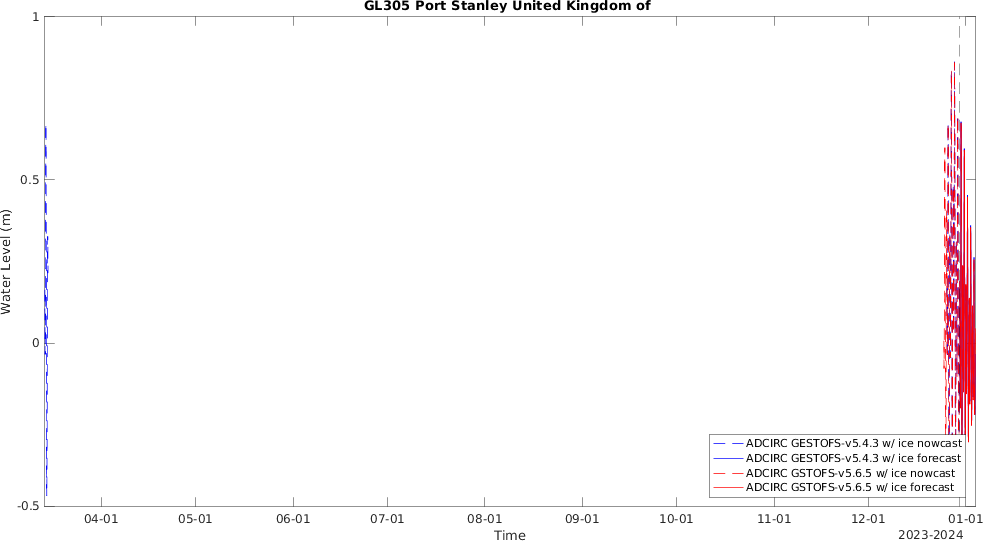 GL305 Port Stanley United Kingdom of
1
0.5
0
-0.5
Water Level (m)
04-01 05-01 06-01 07-01 08-01 09-01 10-01 11-01 12-01 01-01
Time
2023-2024
ADCIRC GESTOFS-v5.4.3 w/ ice nowcast
ADCIRC GESTOFS-v5.4.3 w/ ice forecast
ADCIRC GSTOFS-v5.6.5 w/ ice nowcast
ADCIRC GSTOFS-v5.6.5 w/ ice forecast